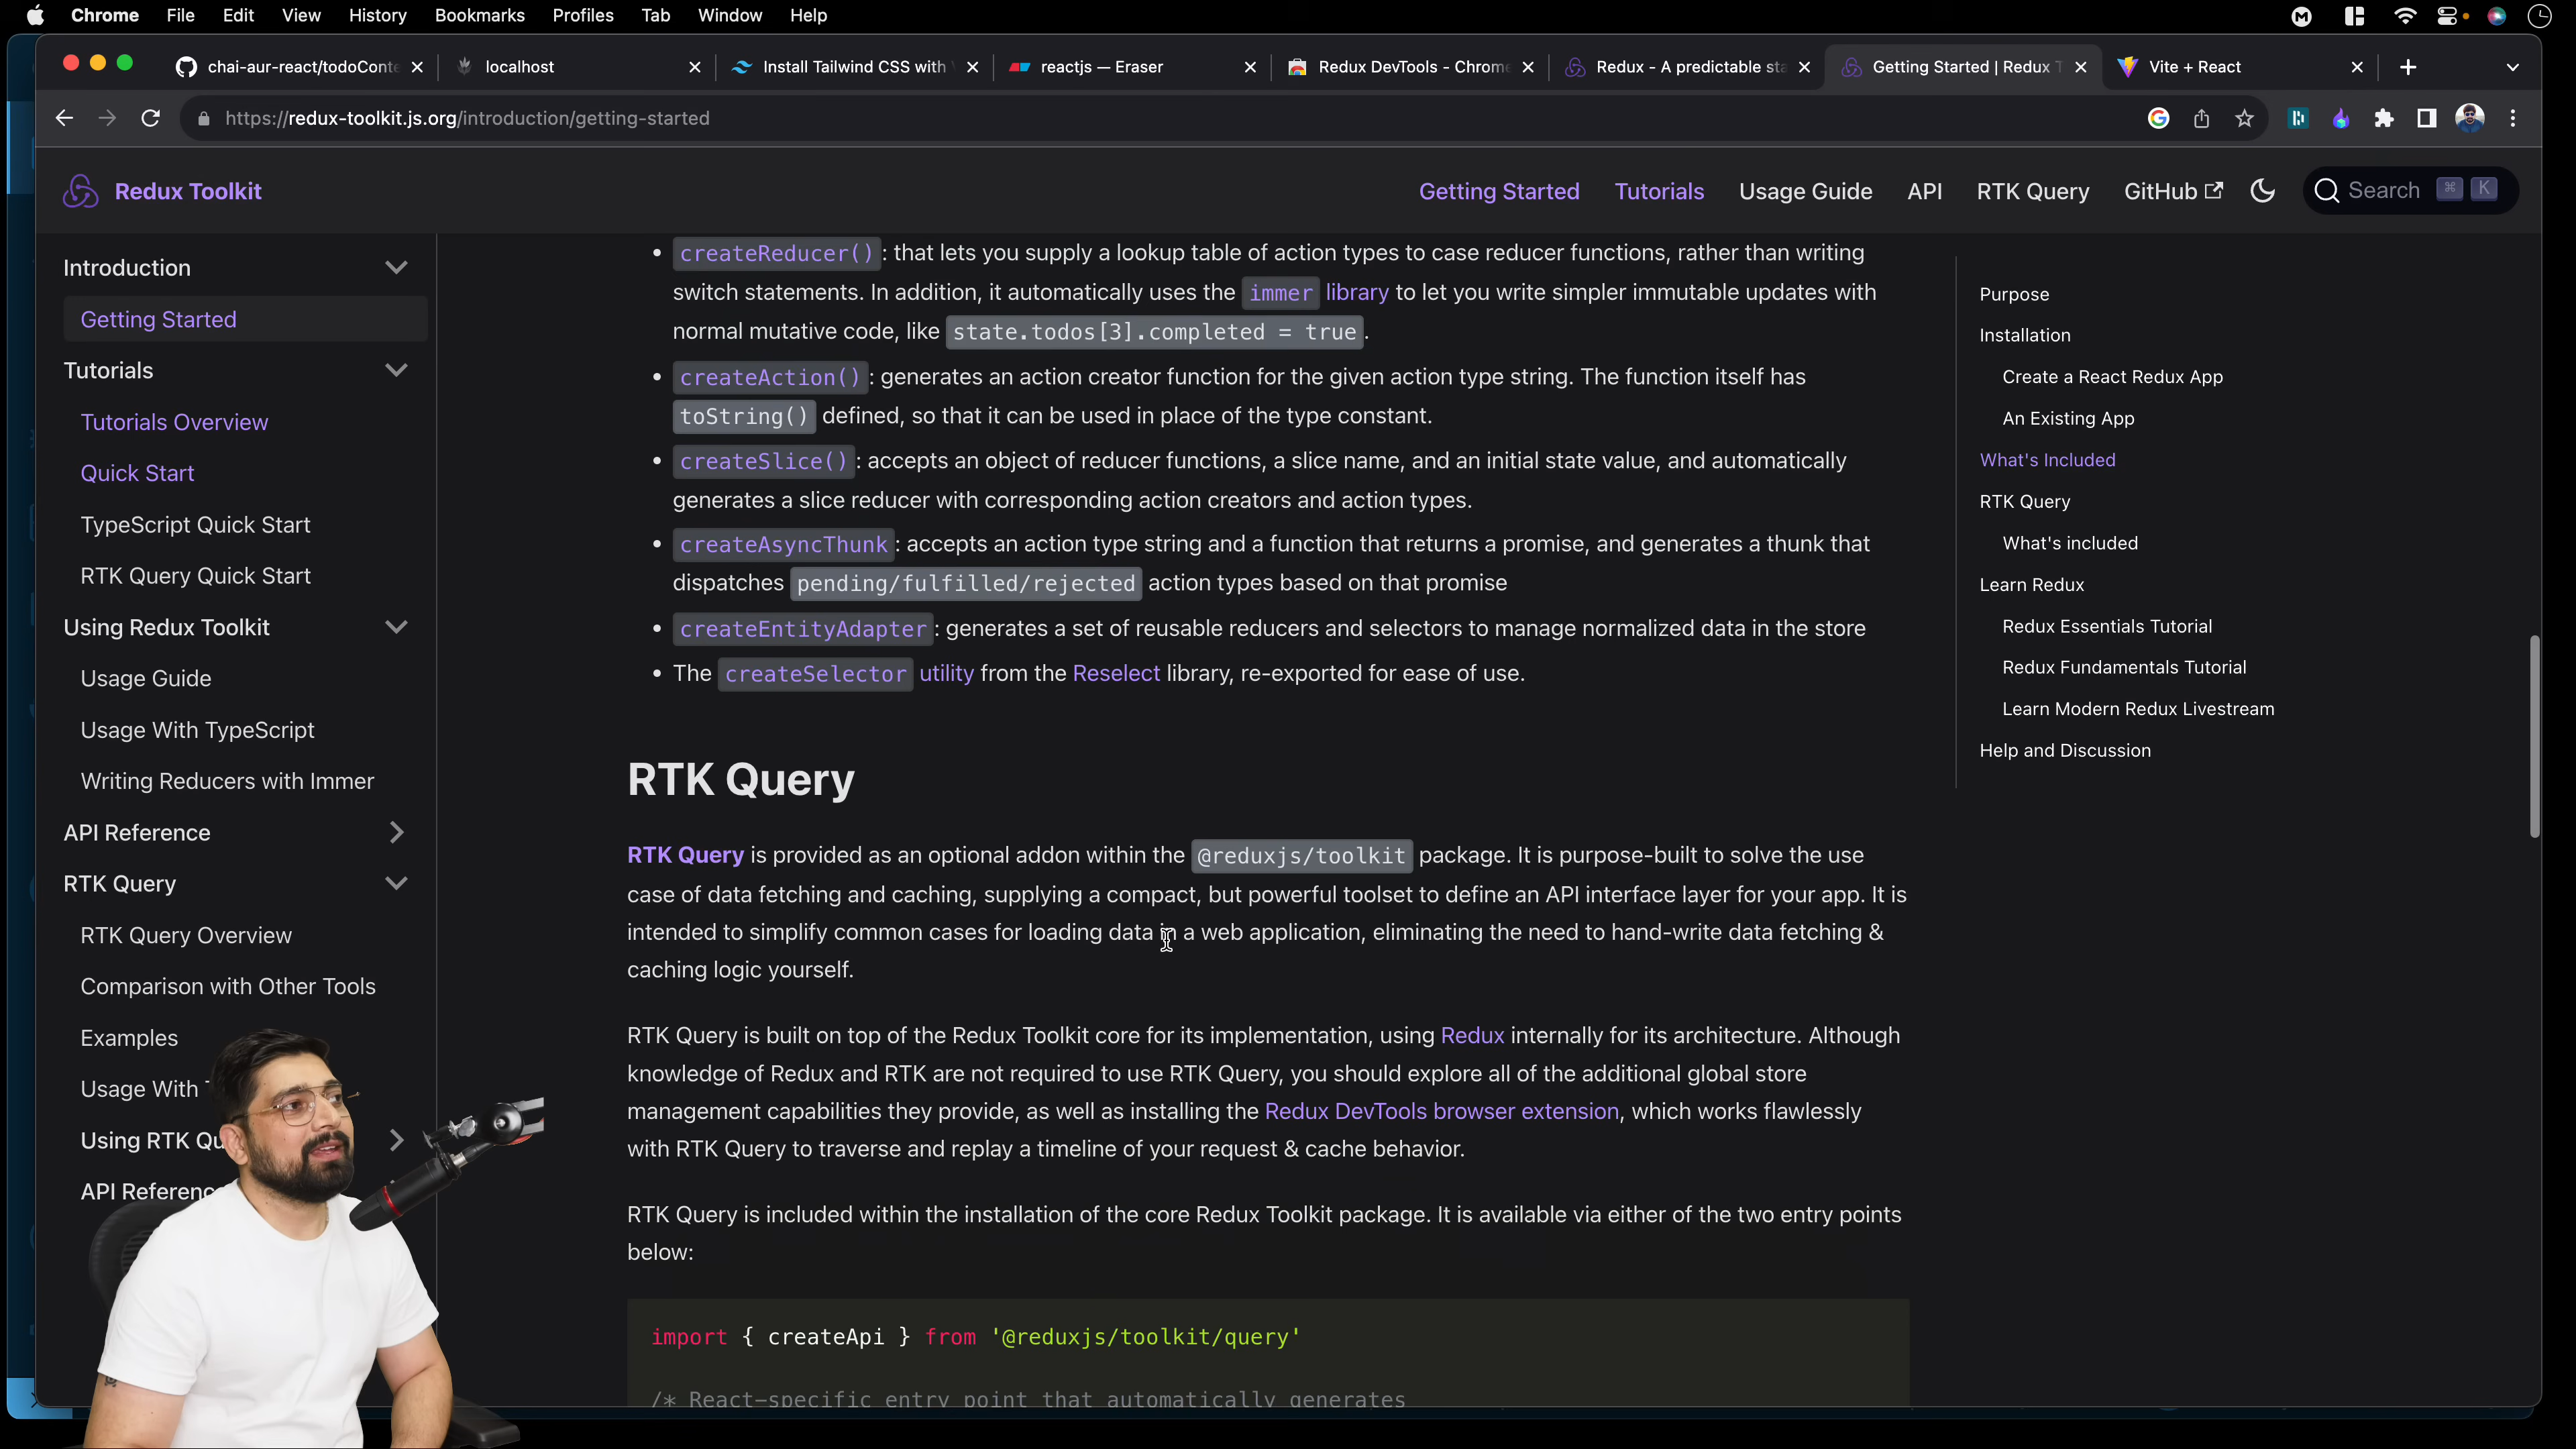 Chrome File Edit View History Bookmarks Profiles Tab Window Help
chai-aur-react/todoConte
localhost
Install Tailwind CSS with
reactjs — Eraser
Redux DevTools - Chrome
Redux - A predictable sta
Getting Started | Redux T
Vite + React
https://redux-toolkit.js.org/introduction/getting-started
Redux Toolkit
Getting Started Tutorials Usage Guide API RTK Query GitHub Search ⌘ K
Introduction
Getting Started
Tutorials
Tutorials Overview
Quick Start
TypeScript Quick Start
RTK Query Quick Start
Using Redux Toolkit
Usage Guide
Usage With TypeScript
Writing Reducers with Immer
API Reference
RTK Query
RTK Query Overview
Comparison with Other Tools
Examples
Usage With
Using RTK Qu
API Referenc
createReducer(): that lets you supply a lookup table of action types to case reducer functions, rather than writing
switch statements. In addition, it automatically uses the immer library to let you write simpler immutable updates with
normal mutative code, like state.todos[3].completed = true.
createAction(): generates an action creator function for the given action type string. The function itself has
toString() defined, so that it can be used in place of the type constant.
createSlice(): accepts an object of reducer functions, a slice name, and an initial state value, and automatically
generates a slice reducer with corresponding action creators and action types.
createAsyncThunk: accepts an action type string and a function that returns a promise, and generates a thunk that
dispatches pending/fulfilled/rejected action types based on that promise
createEntityAdapter: generates a set of reusable reducers and selectors to manage normalized data in the store
The createSelector utility from the Reselect library, re-exported for ease of use.
RTK Query
RTK Query is provided as an optional addon within the @reduxjs/toolkit package. It is purpose-built to solve the use
case of data fetching and caching, supplying a compact, but powerful toolset to define an API interface layer for your app. It is
intended to simplify common cases for loading data in a web application, eliminating the need to hand-write data fetching &
caching logic yourself.
RTK Query is built on top of the Redux Toolkit core for its implementation, using Redux internally for its architecture. Although
knowledge of Redux and RTK are not required to use RTK Query, you should explore all of the additional global store
management capabilities they provide, as well as installing the Redux DevTools browser extension, which works flawlessly
with RTK Query to traverse and replay a timeline of your request & cache behavior.
RTK Query is included within the installation of the core Redux Toolkit package. It is available via either of the two entry points
below:
import { createApi } from '@reduxjs/toolkit/query'
/* React-specific entry point that automatically generates
Purpose
Installation
Create a React Redux App
An Existing App
What's Included
RTK Query
What's included
Learn Redux
Redux Essentials Tutorial
Redux Fundamentals Tutorial
Learn Modern Redux Livestream
Help and Discussion